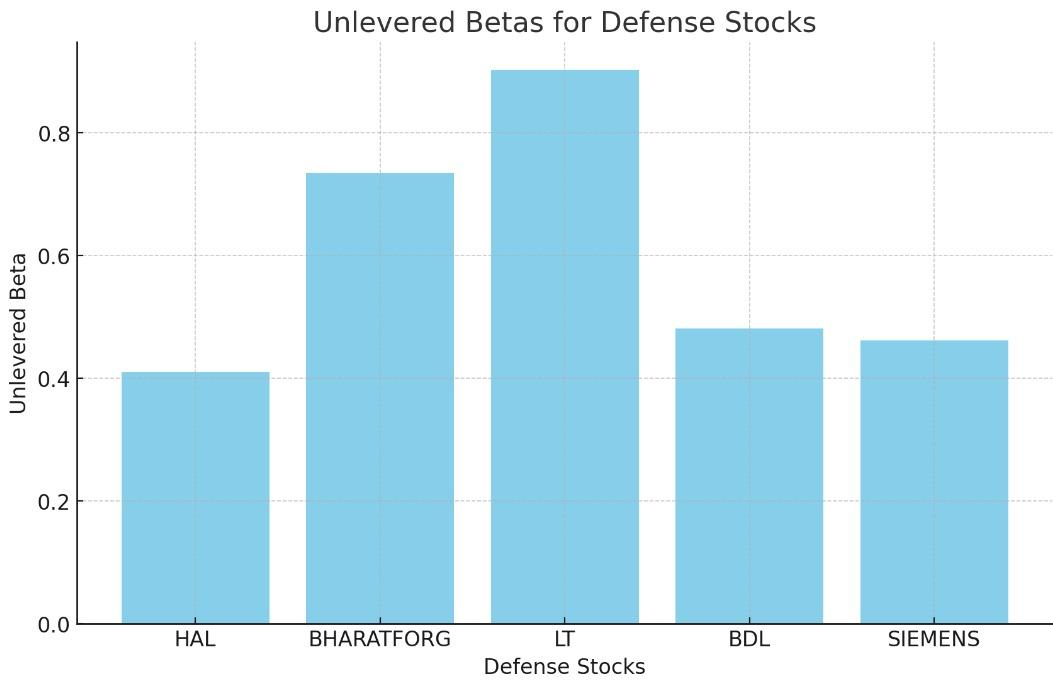 Unlevered Betas for Defense Stocks
Unlevered Beta
0.8
0.6
0.4
0.2
0.0
HAL BHARATFORG LT BDL SIEMENS
Defense Stocks